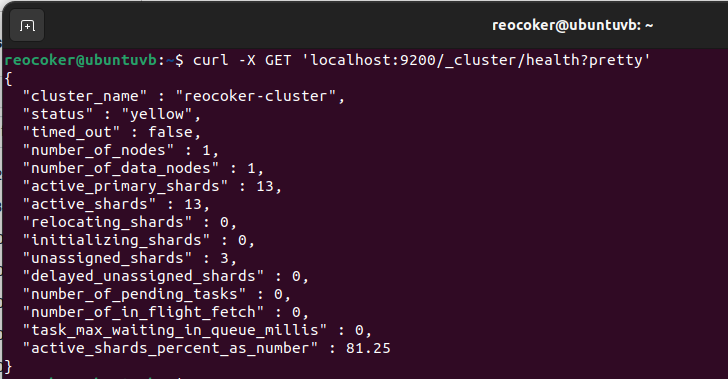 reocoker@ubuntuvb: ~
reocoker@ubuntuvb:~$ curl -X GET 'localhost:9200/_cluster/health?pretty'
{
  "cluster_name" : "reocoker-cluster",
  "status" : "yellow",
  "timed_out" : false,
  "number_of_nodes" : 1,
  "number_of_data_nodes" : 1,
  "active_primary_shards" : 13,
  "active_shards" : 13,
  "relocating_shards" : 0,
  "initializing_shards" : 0,
  "unassigned_shards" : 3,
  "delayed_unassigned_shards" : 0,
  "number_of_pending_tasks" : 0,
  "number_of_in_flight_fetch" : 0,
  "task_max_waiting_in_queue_millis" : 0,
  "active_shards_percent_as_number" : 81.25
}